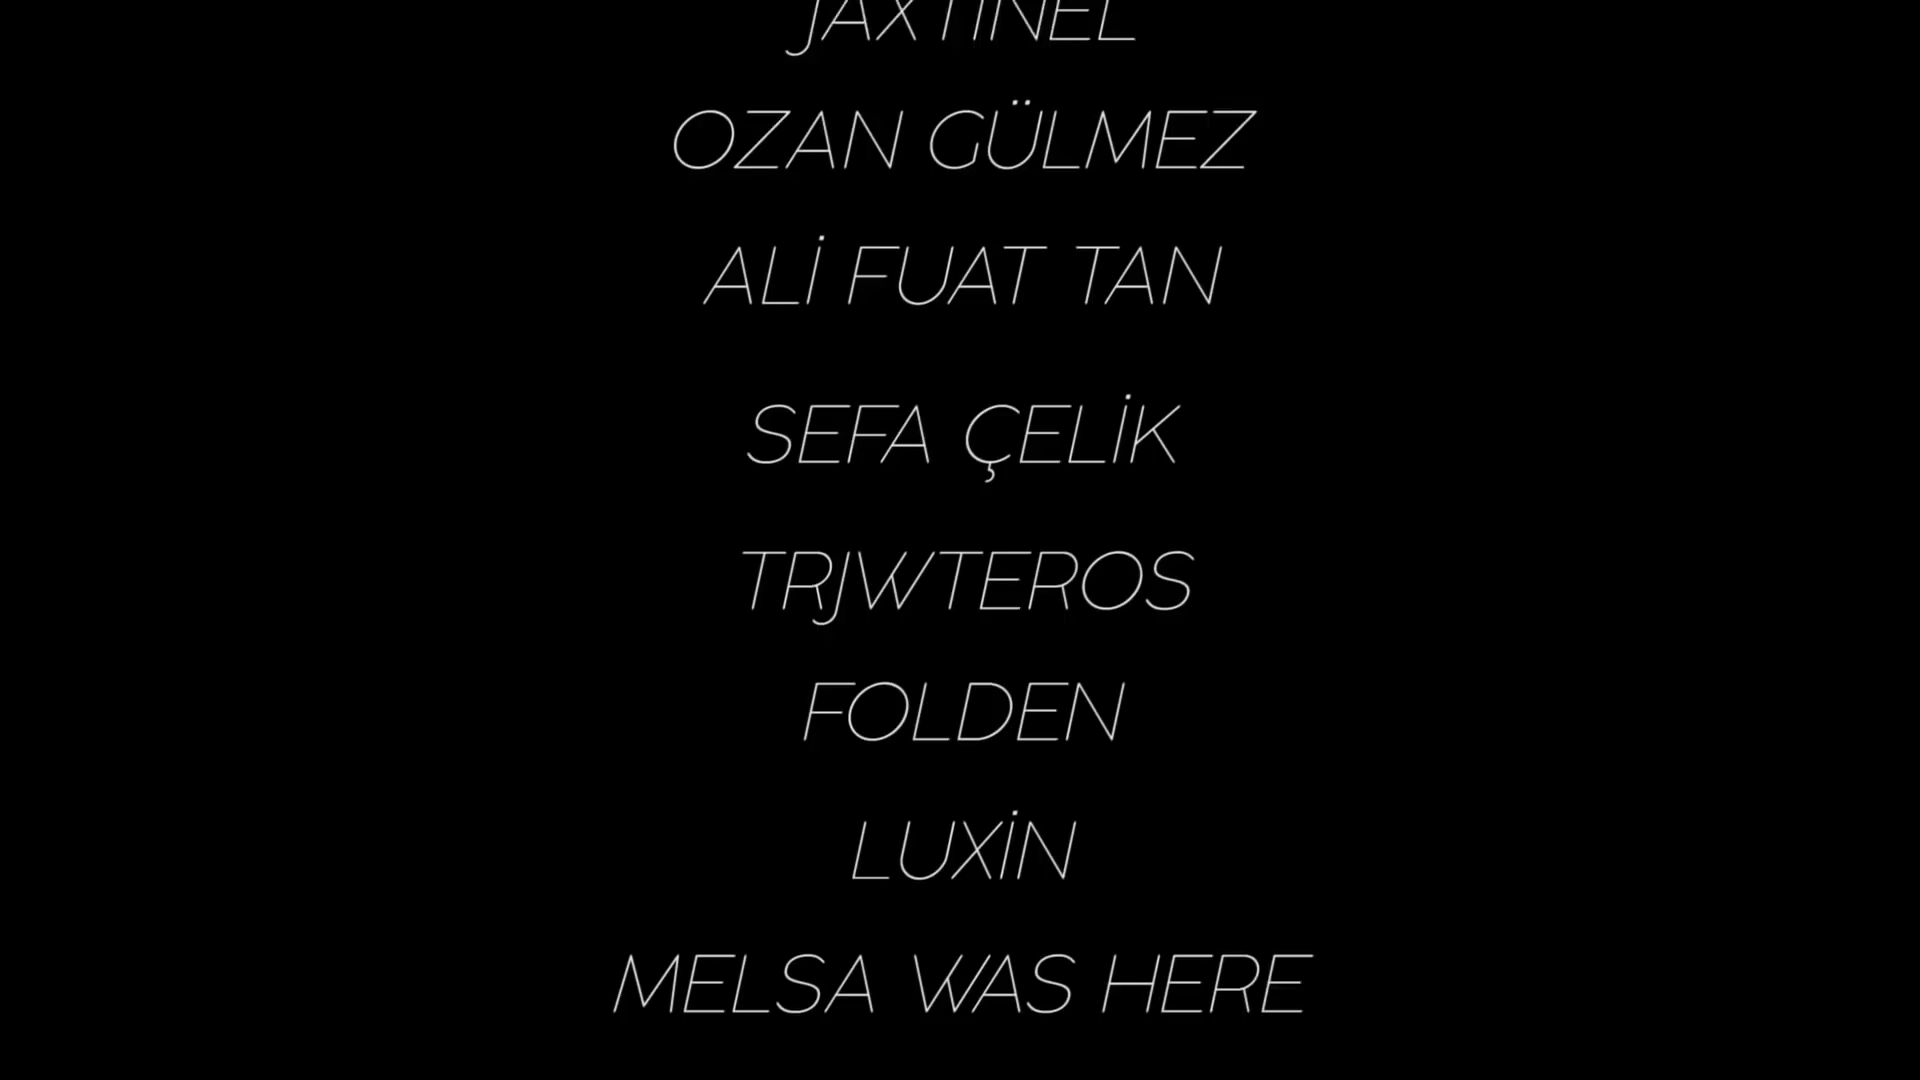 OZAN GÜLMEZ
ALİ FUAT TAN
SEFA ÇELİK
TRJWTEROS
FOLDEN
LUXİN
MELSA WAS HERE